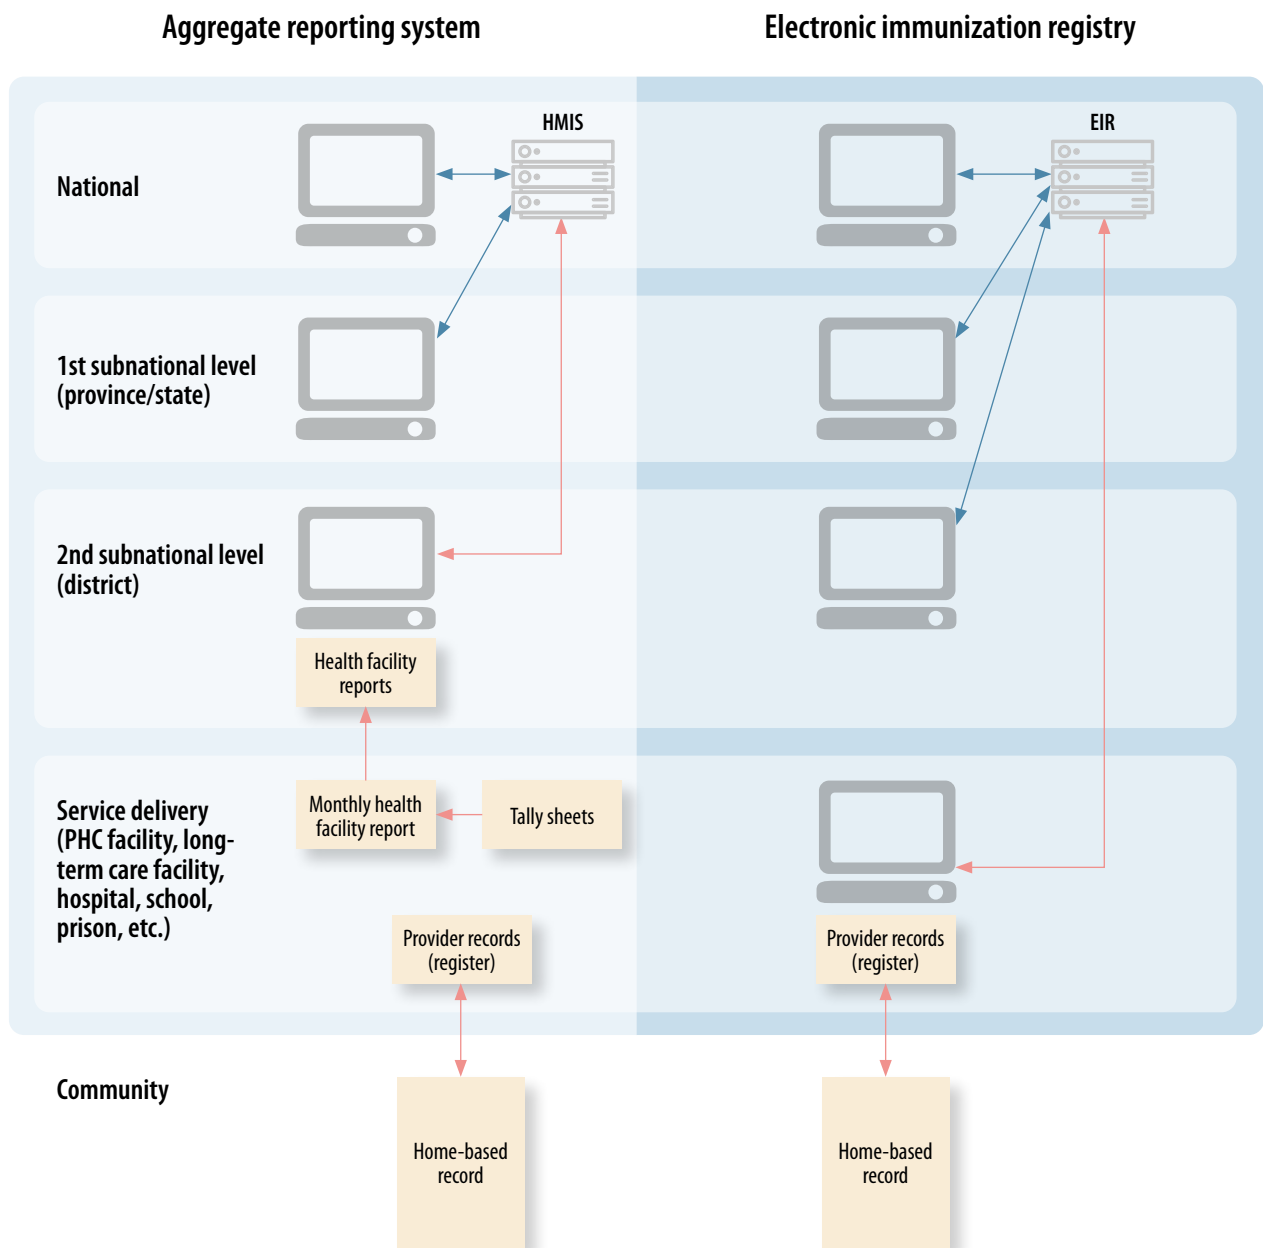 Aggregate reporting system
Electronic immunization registry
HMIS
EIR
National
1st subnational level
(province/state)
2nd subnational level
(district)
Health facility
reports
Service delivery
(PHC facility, long-
term care facility,
hospital, school,
prison, etc.)
Monthly health
facility report
Tally sheets
Provider records
(register)
Provider records
(register)
Community
Home-based
record
Home-based
record